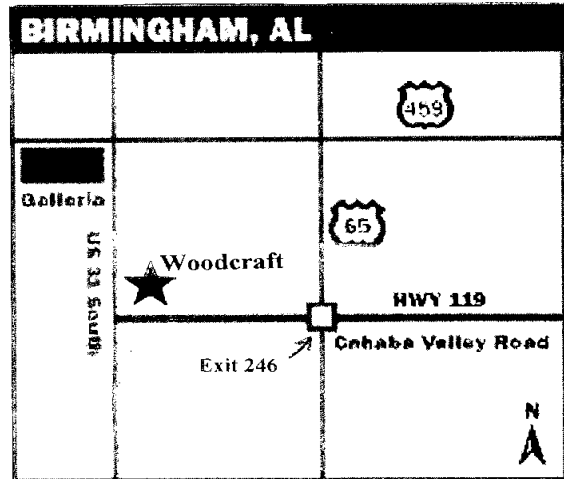 BIRMINGHAM, AL
459
Galleria
65
US 31 South
Woodcraft
HWY 119
Cahaba Valley Road
Exit 246
N